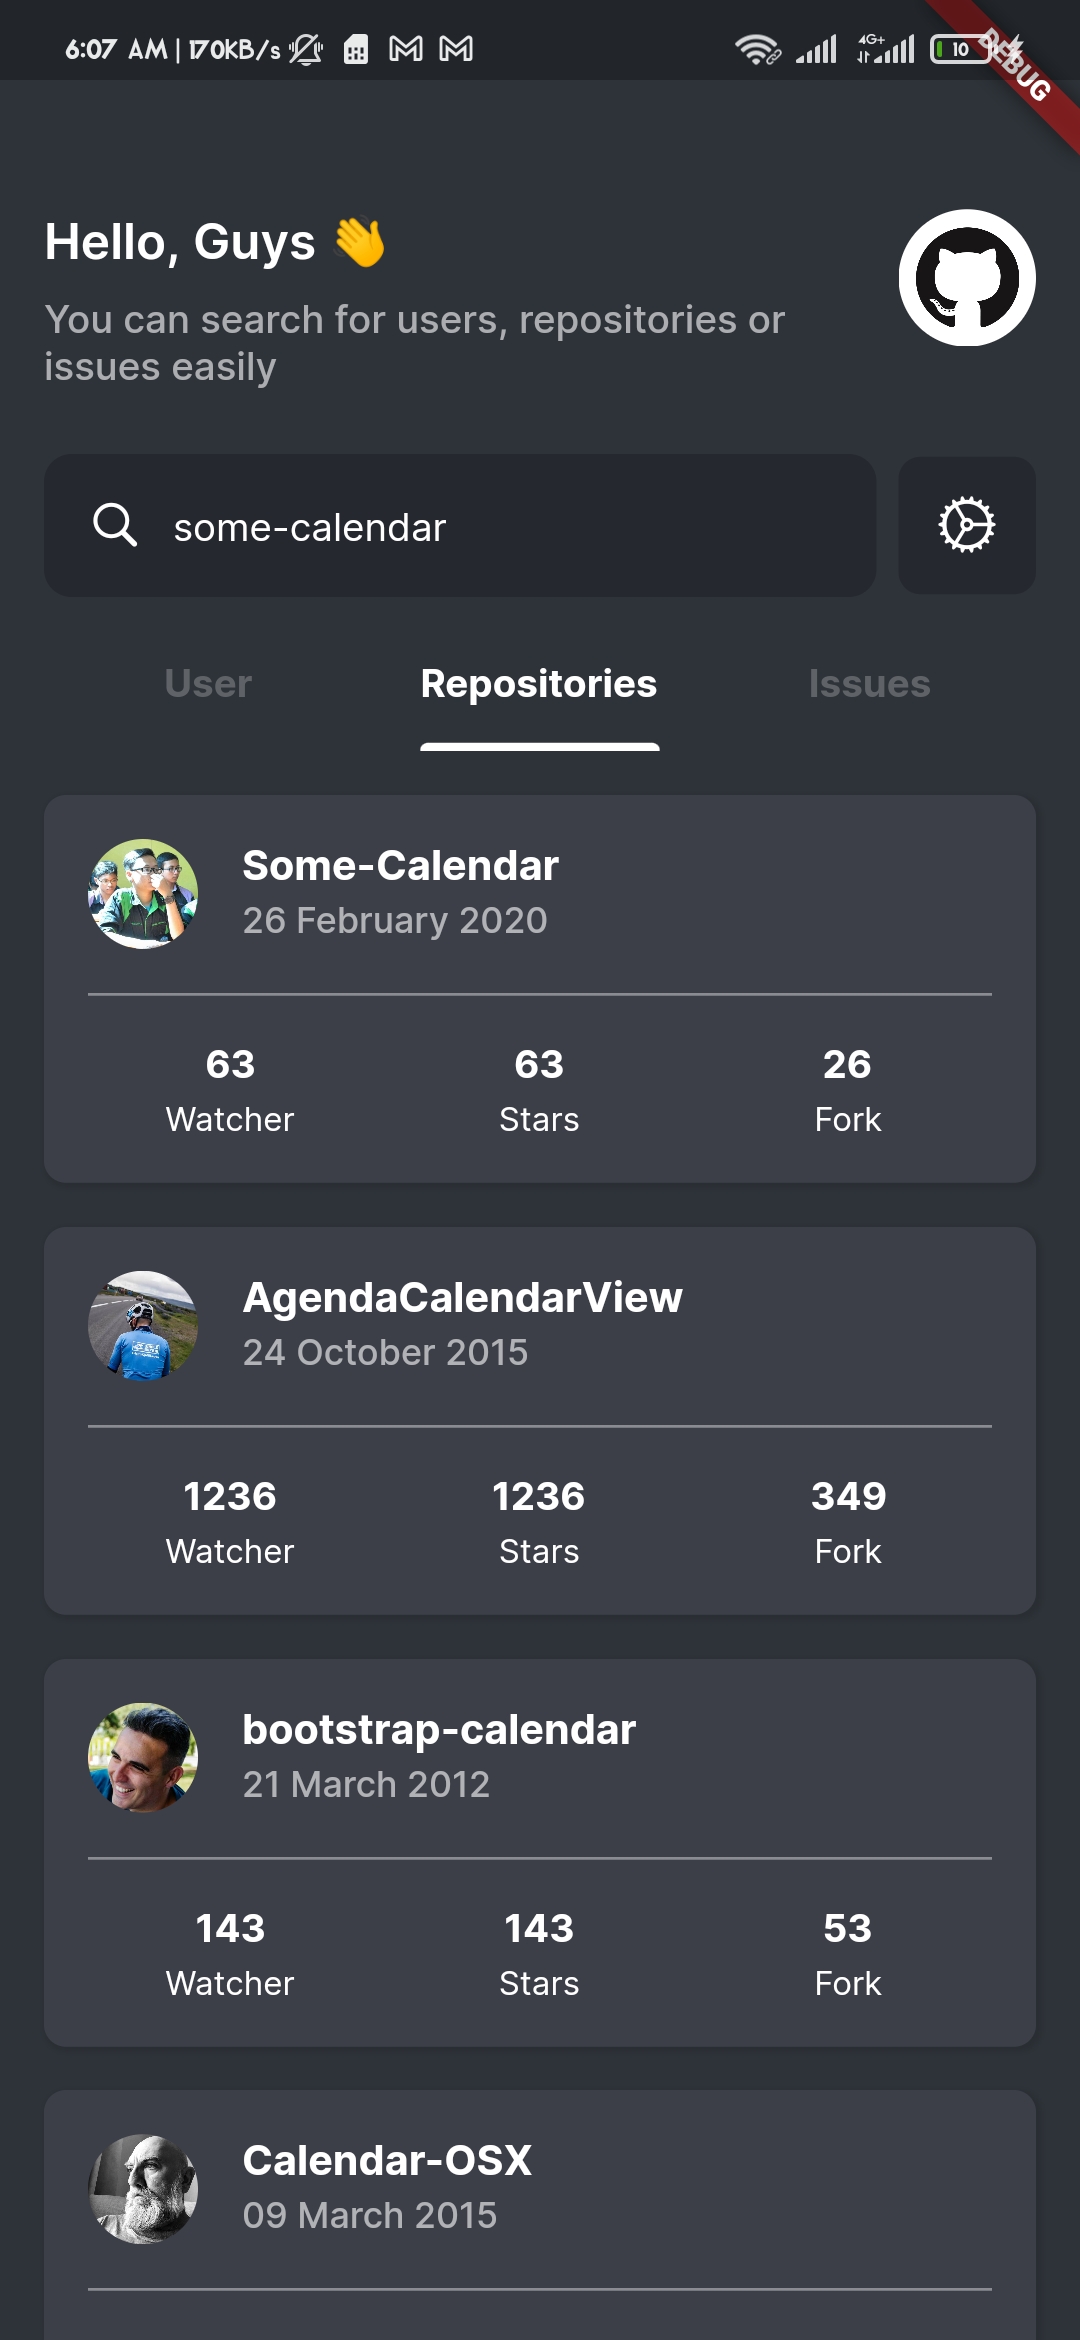 6:07 AM | 170KB/s
4G+
10
DEBUG
Hello, Guys 👋
You can search for users, repositories or
issues easily
some-calendar
User Repositories Issues
Some-Calendar
26 February 2020
63 63 26
Watcher Stars Fork
AgendaCalendarView
24 October 2015
1236 1236 349
Watcher Stars Fork
bootstrap-calendar
21 March 2012
143 143 53
Watcher Stars Fork
Calendar-OSX
09 March 2015